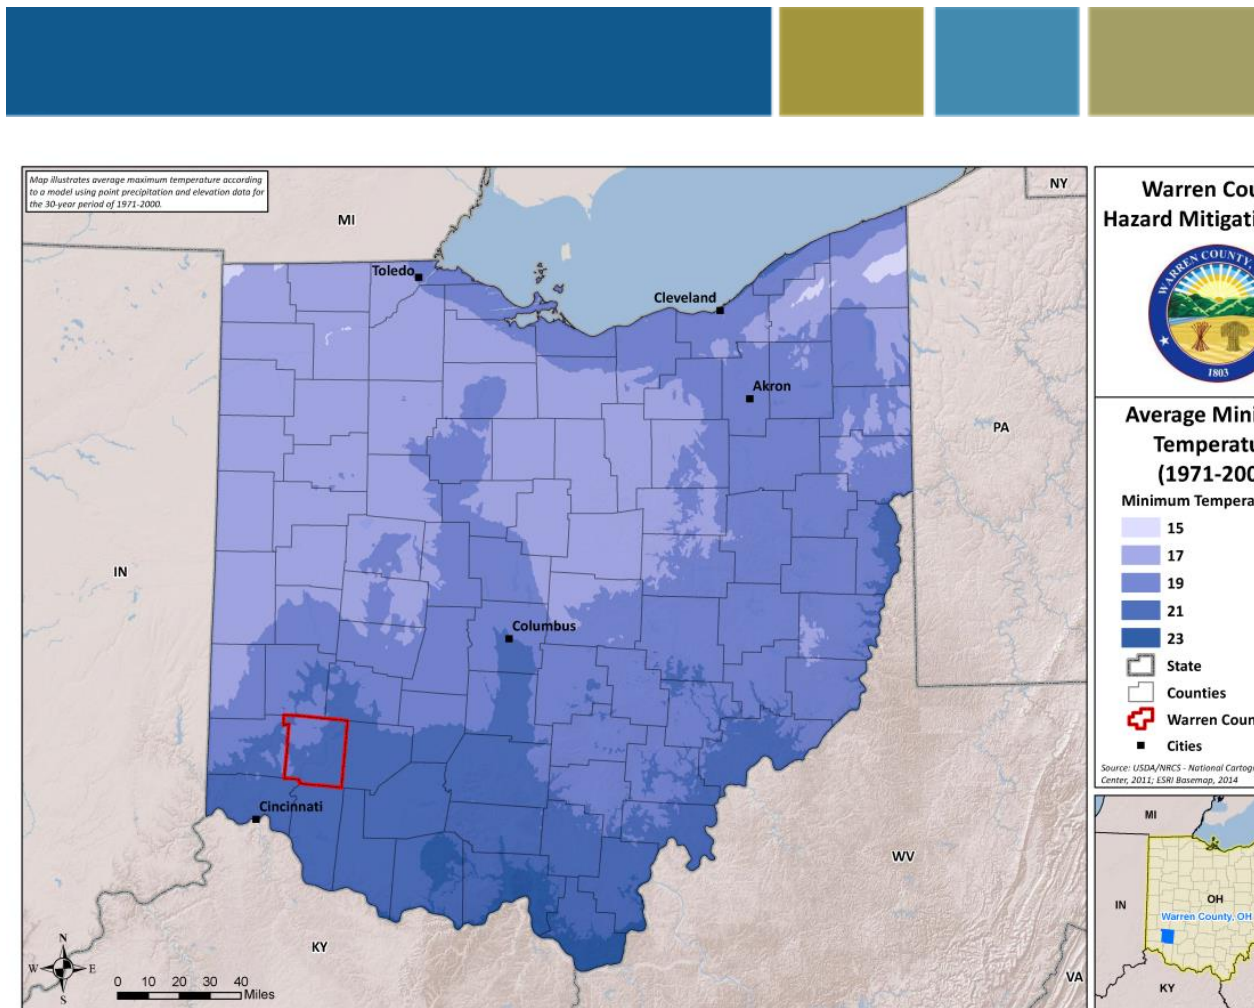 Map illustrates average maximum temperature according
to a model using point precipitation and elevation data for
the 30-year period of 1971-2000.
NY
MI
Toledo
Cleveland
Akron
PA
IN
Columbus
Cincinnati
WV
KY
VA
N
W
E
S
0 10 20 30 40
Miles
Warren Cou
Hazard Mitigati
WARREN COUNTY,
1803
Average Mini
Temperatu
(1971-200
Minimum Tempera
15
17
19
21
23
State
Counties
Warren Coun
Cities
Source: USDA/NRCS - National Cartog
Center, 2011; ESRI Basemap, 2014
MI
IN
OH
Warren County, OH
KY